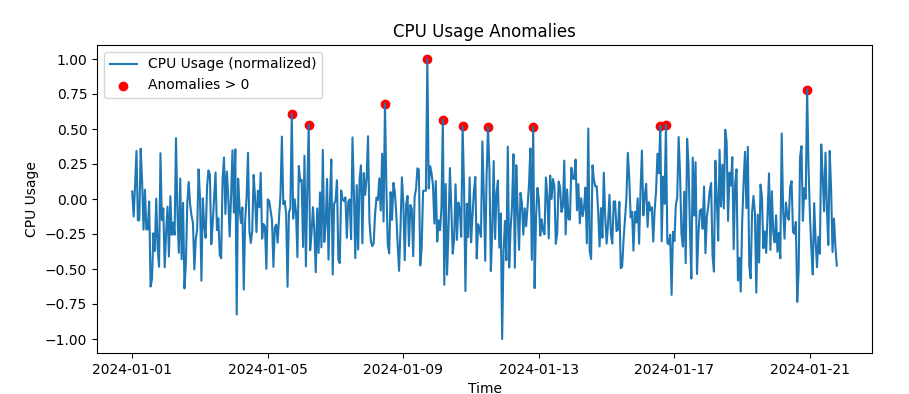 CPU Usage Anomalies
CPU Usage (normalized)
Anomalies > 0
1.00
0.75
0.50
0.25
0.00
−0.25
−0.50
−0.75
−1.00
CPU Usage
2024-01-01 2024-01-05 2024-01-09 2024-01-13 2024-01-17 2024-01-21
Time